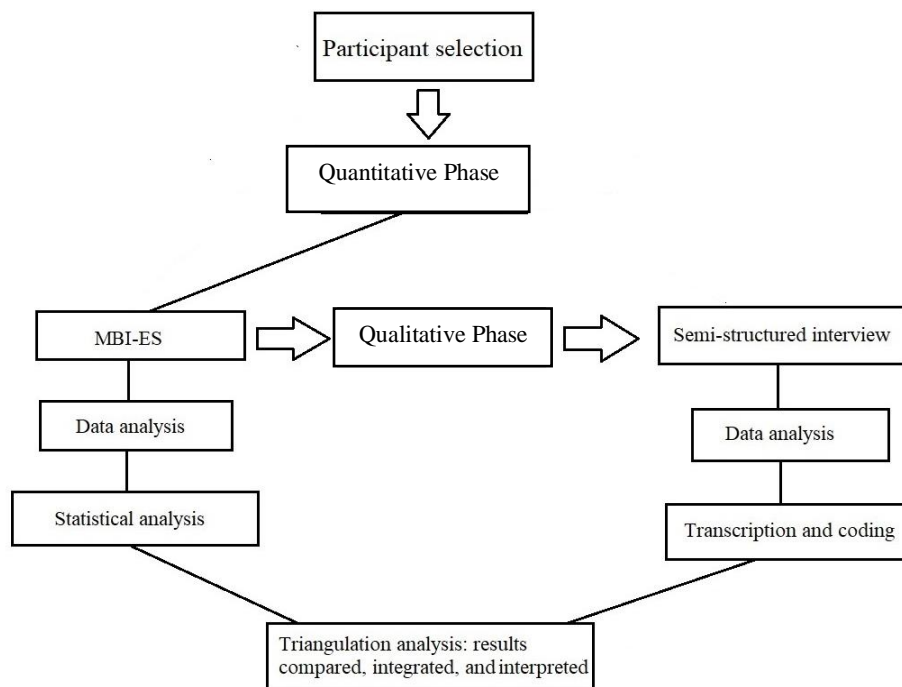 Participant selection
Quantitative Phase
MBI-ES
Qualitative Phase
Semi-structured interview
Data analysis
Data analysis
Statistical analysis
Transcription and coding
Triangulation analysis: results
compared, integrated, and interpreted